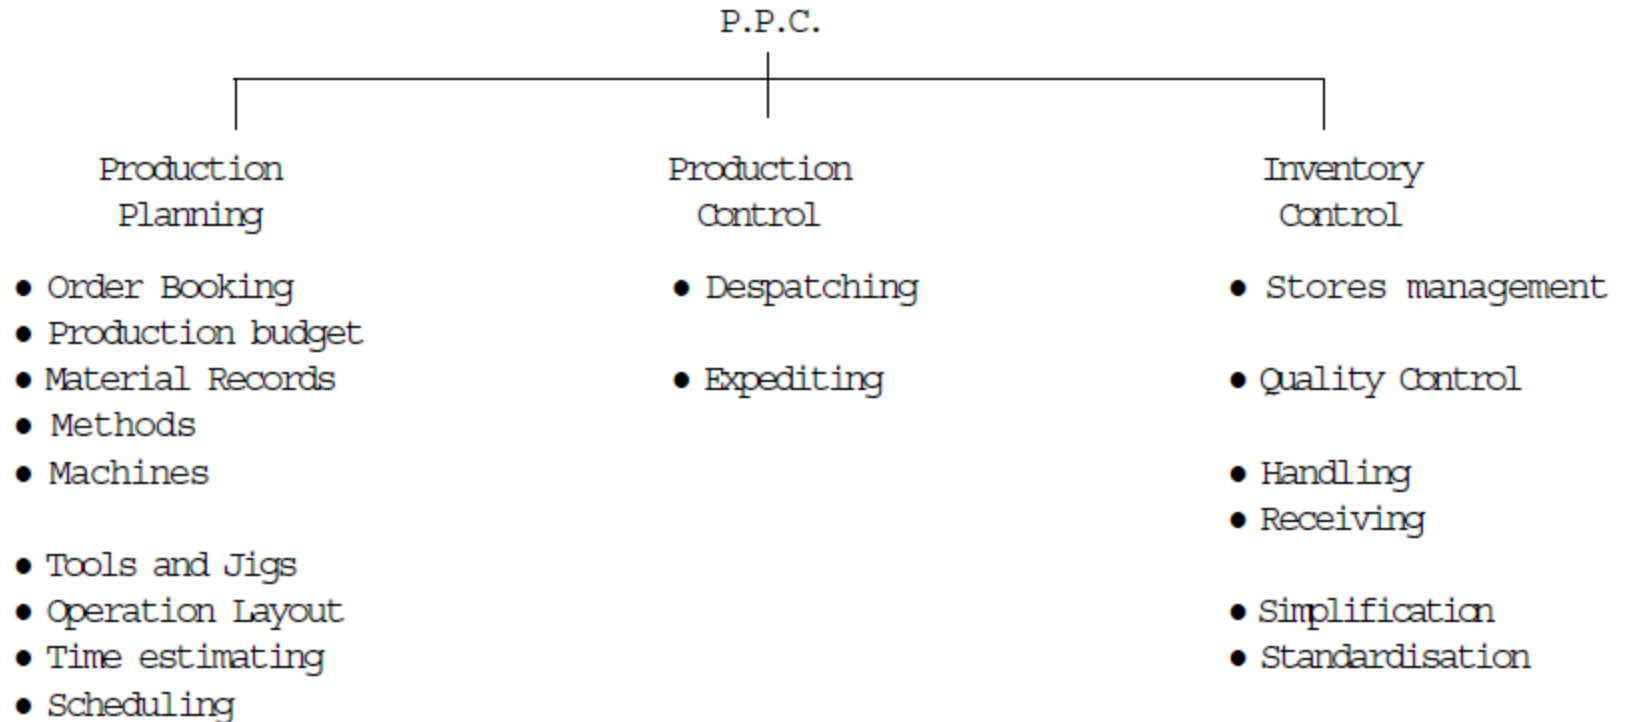 P.P.C.
Production
Planning
● Order Booking
● Production budget
● Material Records
● Methods
● Machines
● Tools and Jigs
● Operation Layout
● Time estimating
● Scheduling
Production
Control
● Despatching
● Expediting
Inventory
Control
● Stores management
● Quality Control
● Handling
● Receiving
● Simplification
● Standardisation